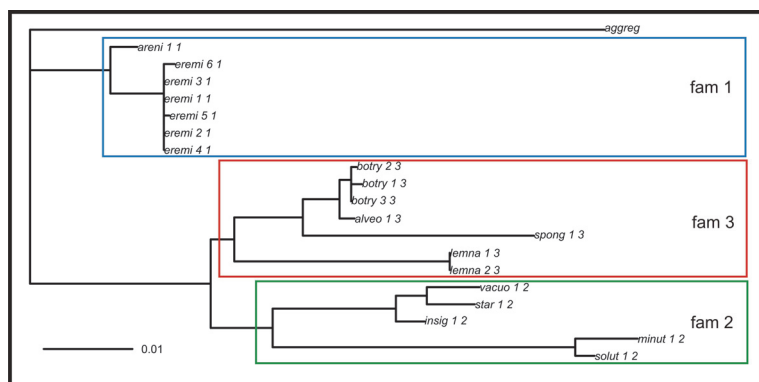 aggreg
areni 1 1
eremi 6 1
eremi 3 1
eremi 1 1
eremi 5 1
eremi 2 1
eremi 4 1
fam 1
botry 2 3
botry 1 3
botry 3 3
alveo 1 3
spong 1 3
lemna 1 3
lemna 2 3
fam 3
vacuo 1 2
star 1 2
insig 1 2
minut 1 2
solut 1 2
fam 2
0.01